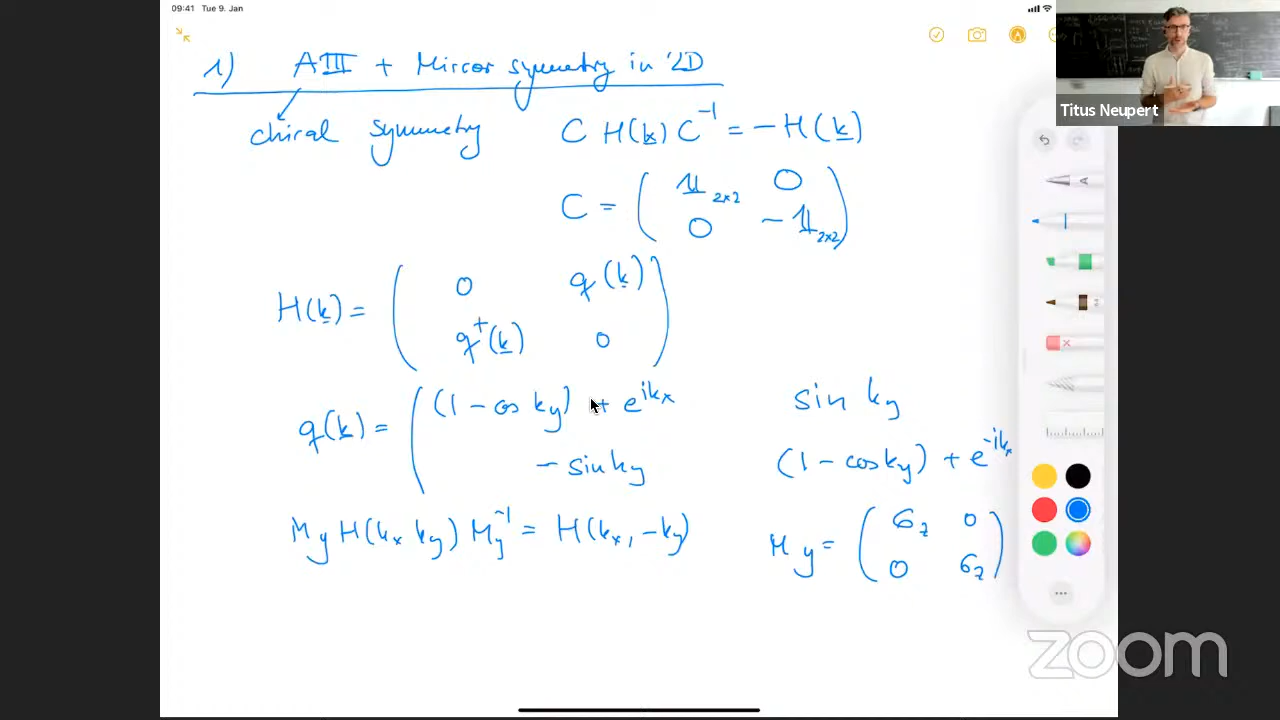 09:41 Tue 9. Jan
Titus Neupert
1) AIII + Mirror symmetry in 2D
chiral symmetry C H(k) C⁻¹ = - H(k)
C = ( 𝟙₂ₓ₂ 0
0 - 𝟙₂ₓ₂ )
H(k) = ( 0 q(k)
q†(k) 0 )
q(k) = ( (1 - cos ky) + e^{ikx} sin ky
- sin ky (1 - cos ky) + e^{-ikx}
My H(kx ky) My⁻¹ = H(kx, -ky) My = ( σz 0
0 σz )
zoom